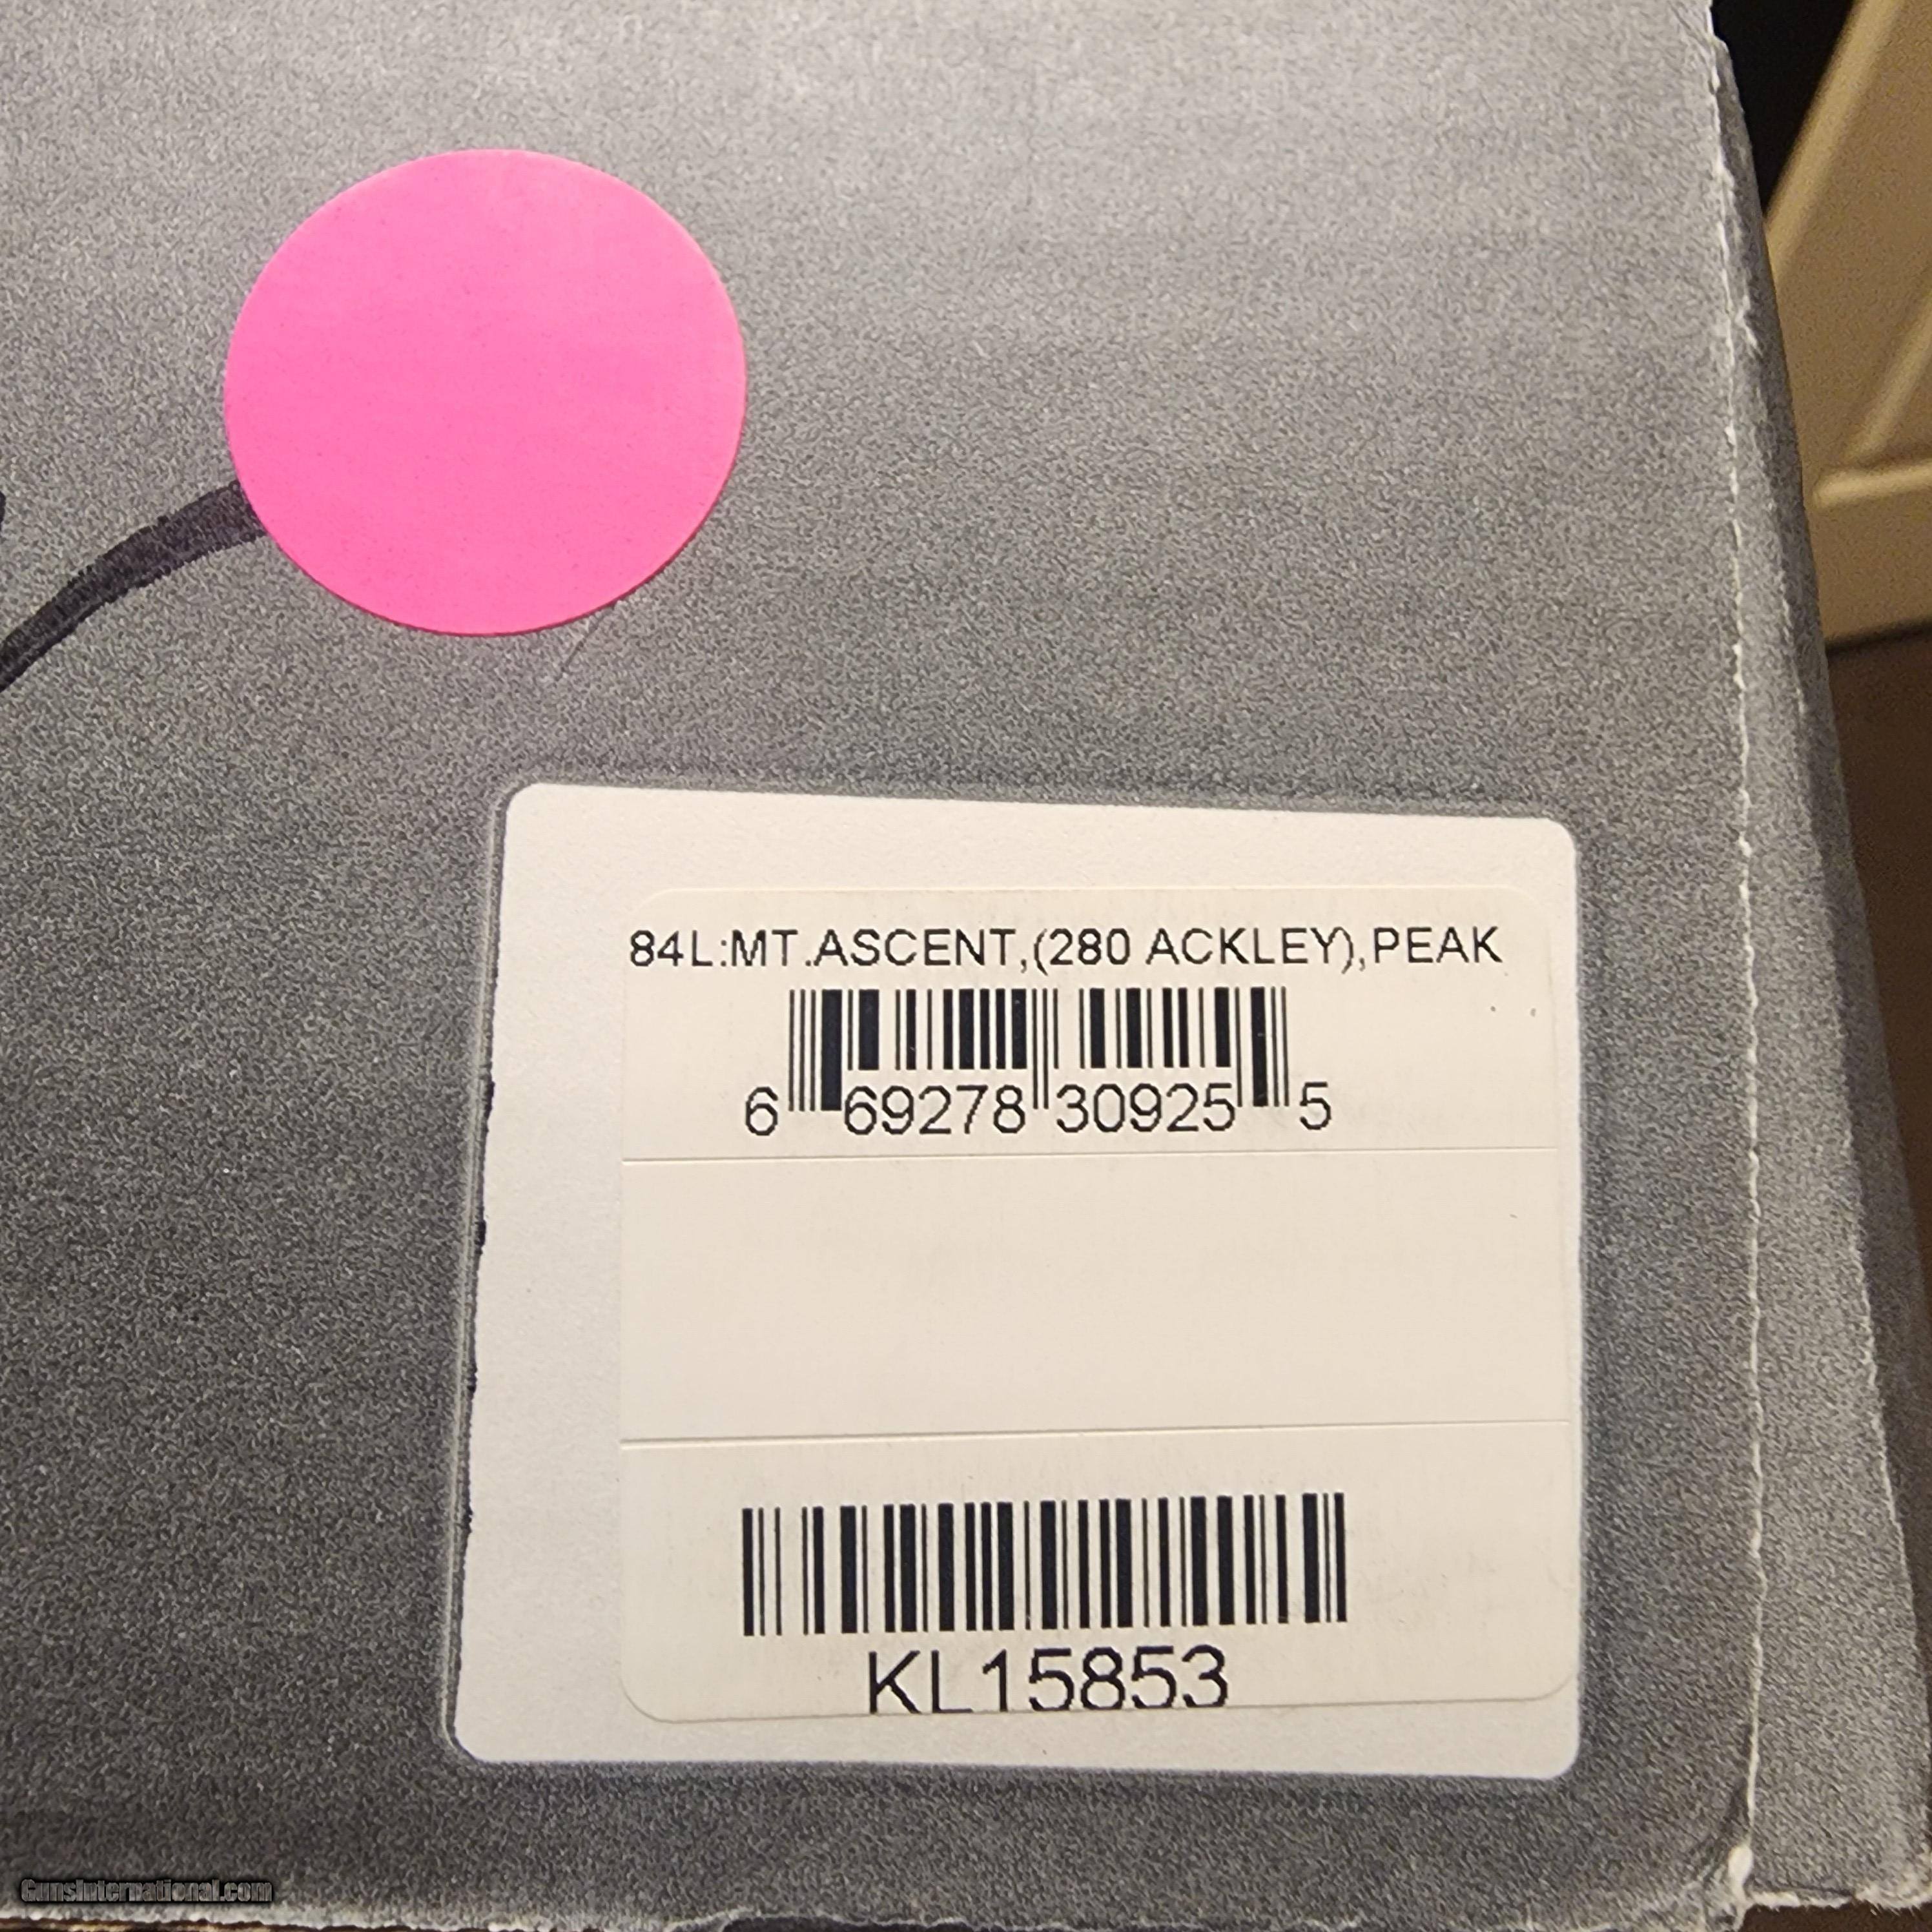 84L:MT.ASCENT,(280 ACKLEY),PEAK
6 69278 30925 5
KL15853
GunsInternational.com